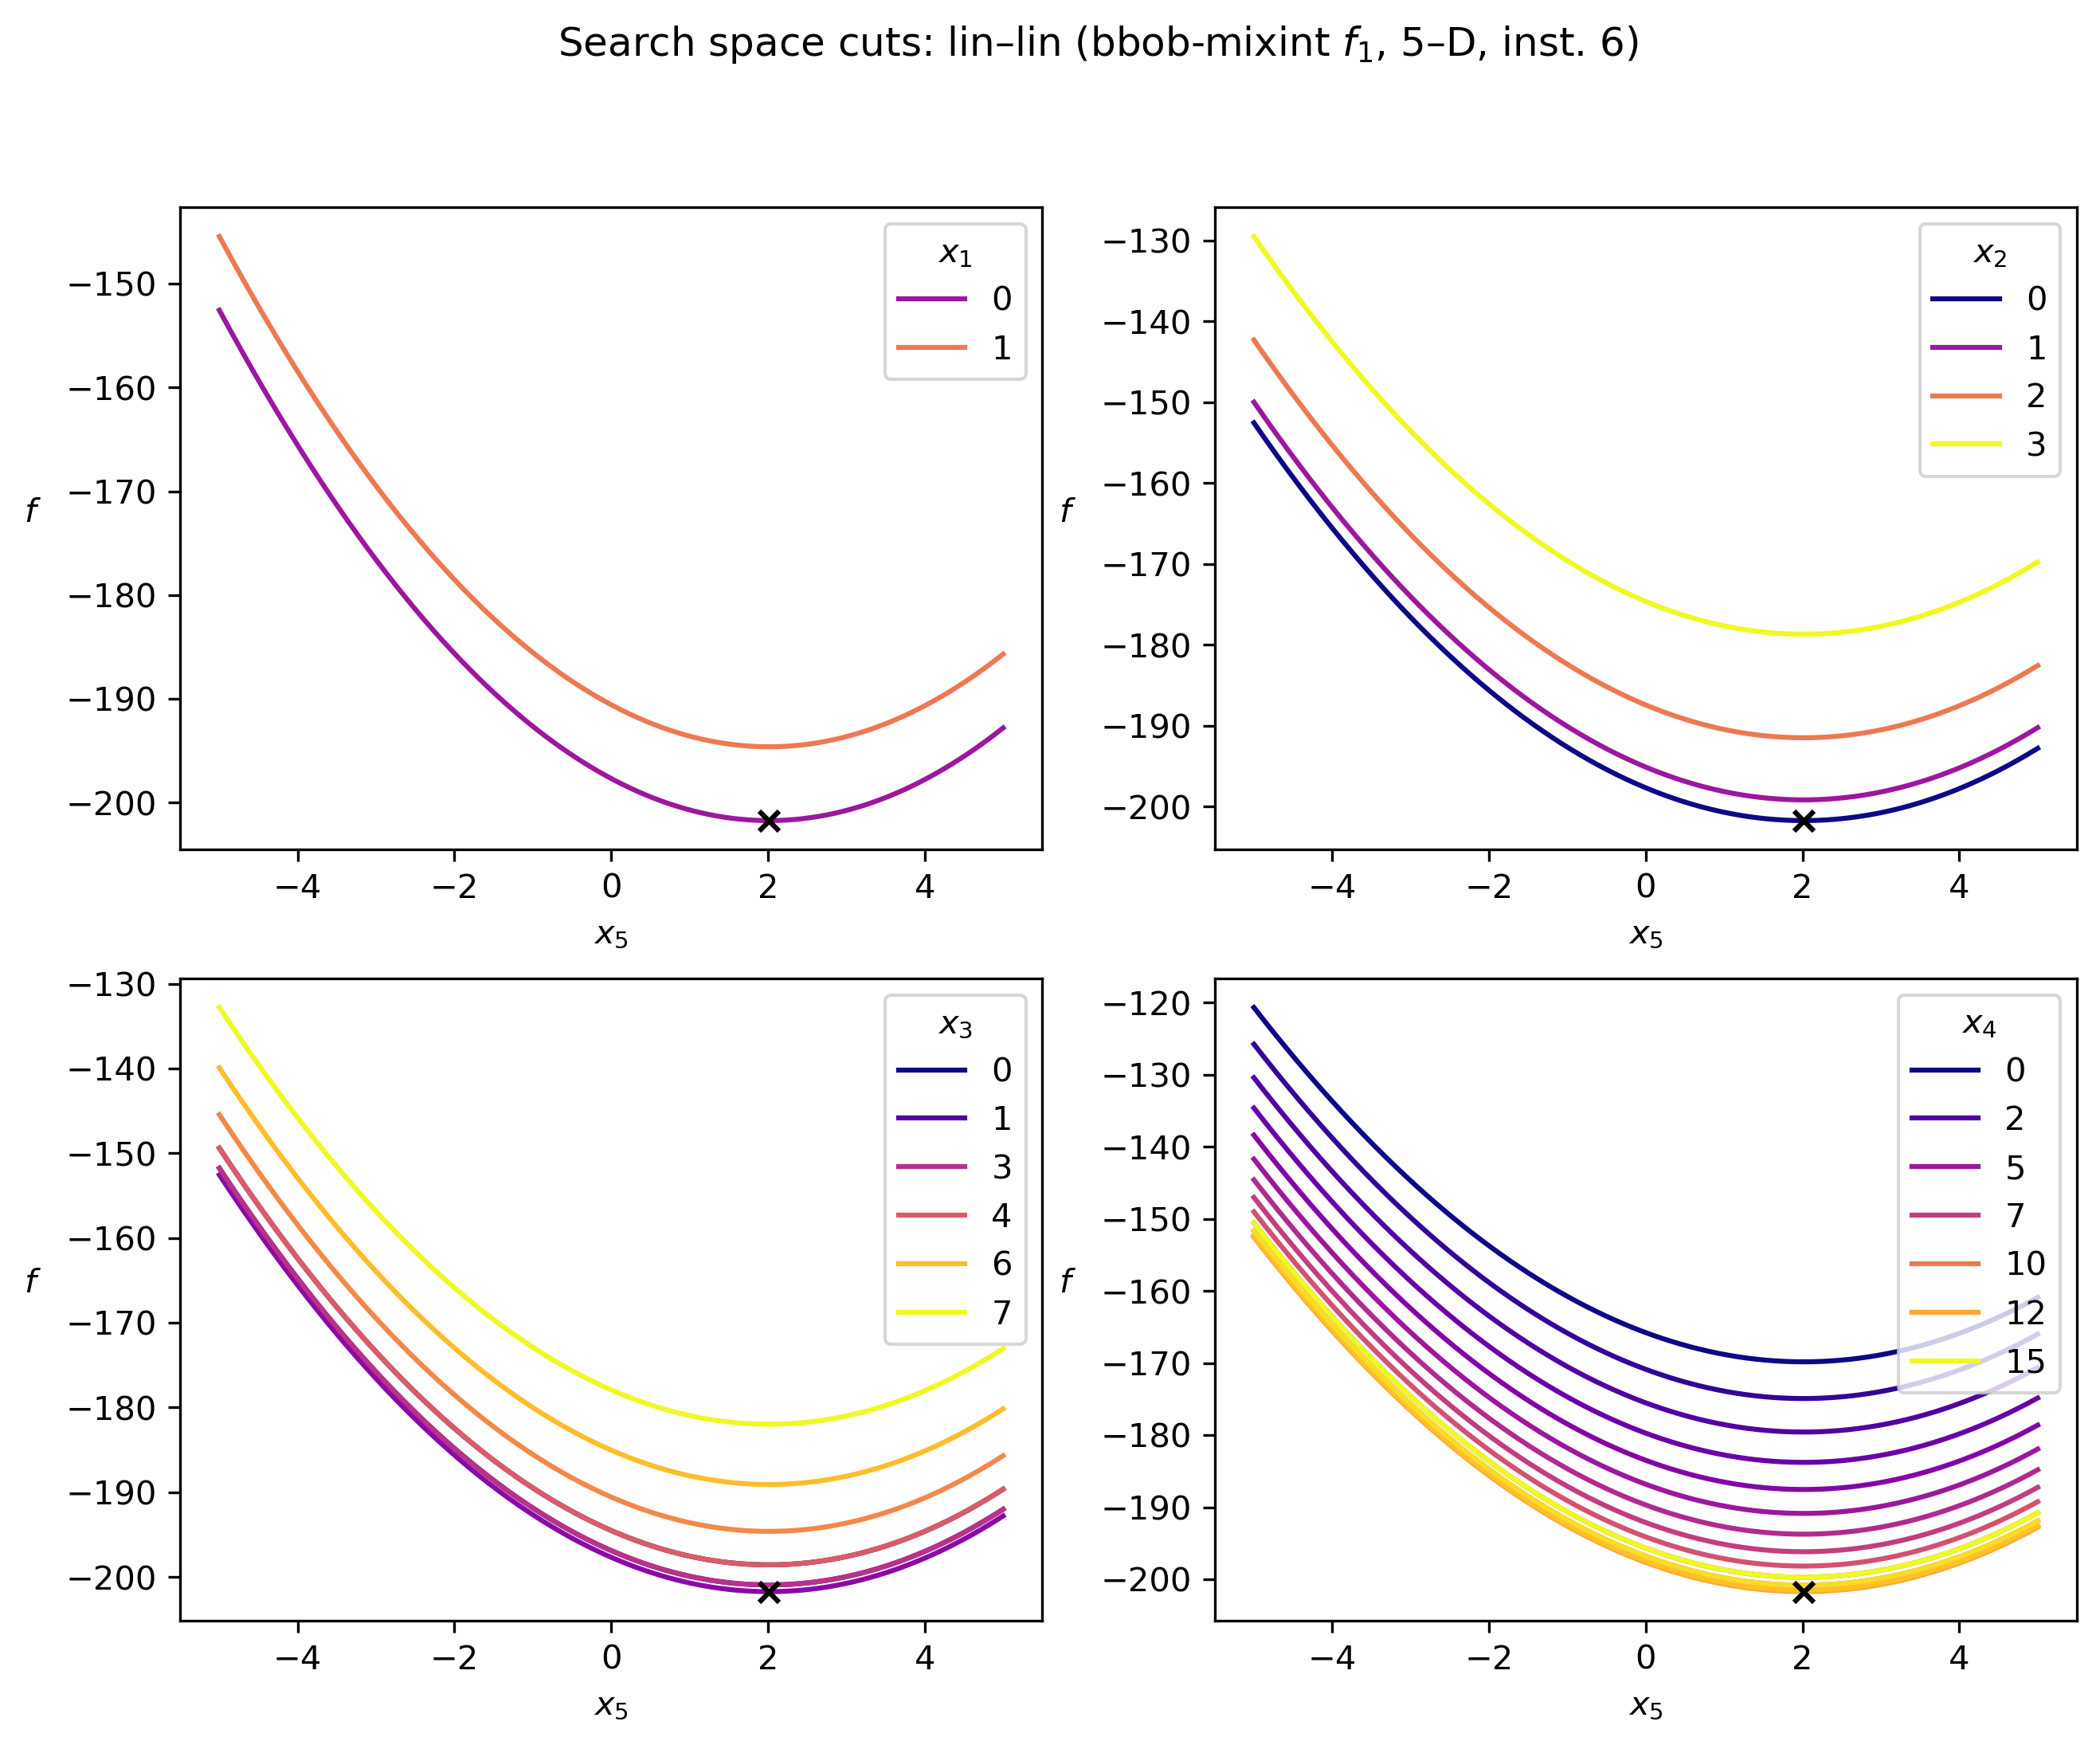 Search space cuts: lin–lin (bbob-mixint f₁, 5–D, inst. 6)
x₁
0
1
−150
−160
−170
−180
−190
−200
f
−4 −2 0 2 4
x₅
x₂
0
1
2
3
−130
−140
−150
−160
−170
−180
−190
−200
f
−4 −2 0 2 4
x₅
x₃
0
1
3
4
6
7
−130
−140
−150
−160
−170
−180
−190
−200
f
−4 −2 0 2 4
x₅
x₄
0
2
5
7
10
12
15
−120
−130
−140
−150
−160
−170
−180
−190
−200
f
−4 −2 0 2 4
x₅